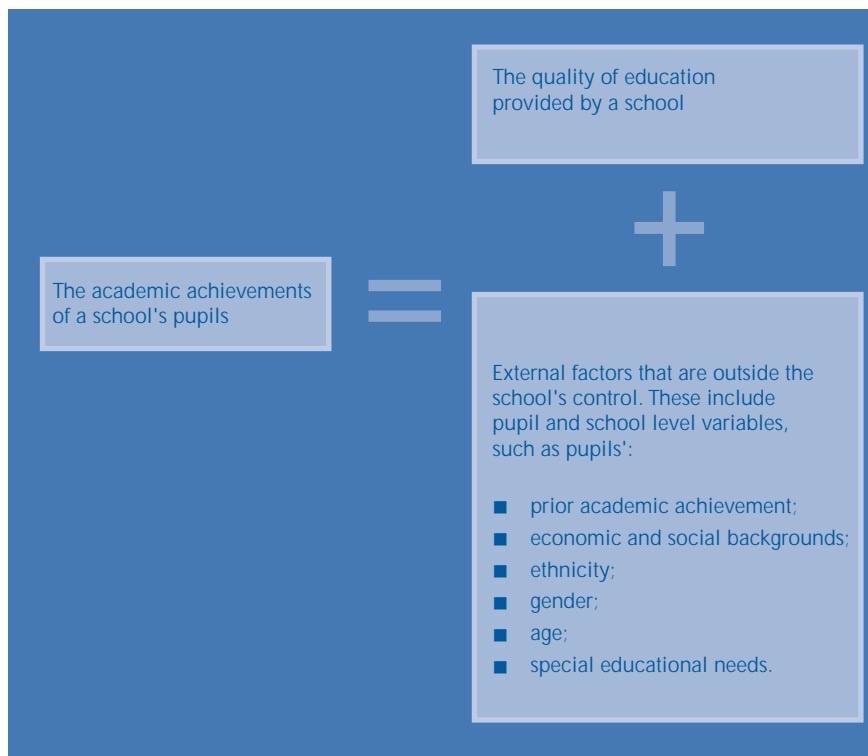 The quality of education
provided by a school
+
The academic achievements
of a school's pupils
=
External factors that are outside the
school's control. These include
pupil and school level variables,
such as pupils':
■ prior academic achievement;
■ economic and social backgrounds;
■ ethnicity;
■ gender;
■ age;
■ special educational needs.